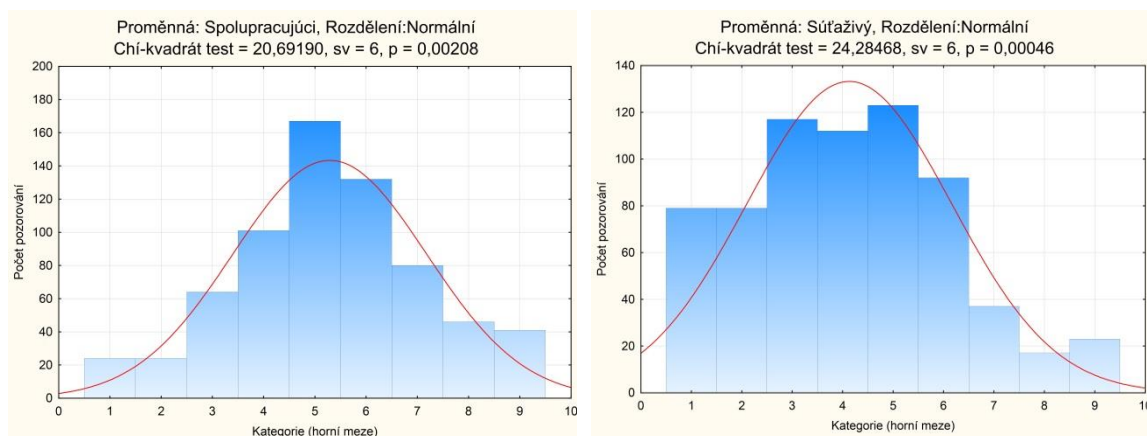 Proměnná: Spolupracujúci, Rozdělení:Normální
Chí-kvadrát test = 20,69190, sv = 6, p = 0,00208
200
180
160
140
120
100
80
60
40
20
0
Počet pozorování
0 1 2 3 4 5 6 7 8 9 10
Kategorie (horní meze)
Proměnná: Súťaživý, Rozdělení:Normální
Chí-kvadrát test = 24,28468, sv = 6, p = 0,00046
140
120
100
80
60
40
20
0
Počet pozorování
0 1 2 3 4 5 6 7 8 9 10
Kategorie (horní meze)